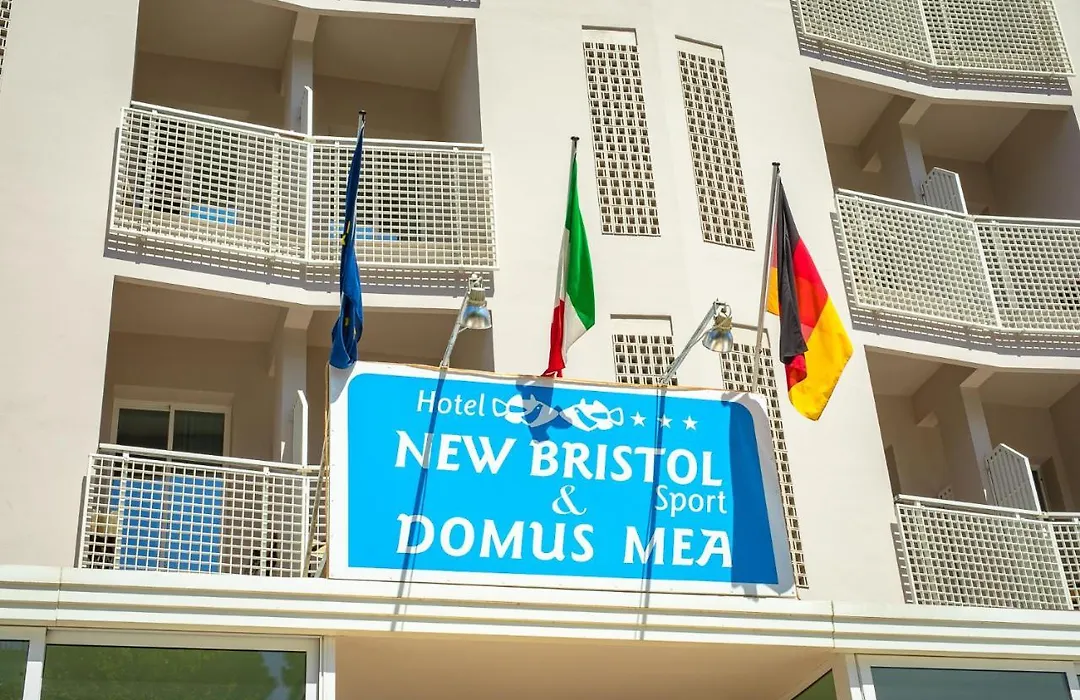 Hotel ★★★
NEW BRISTOL
Sport
&
DOMUS MEA